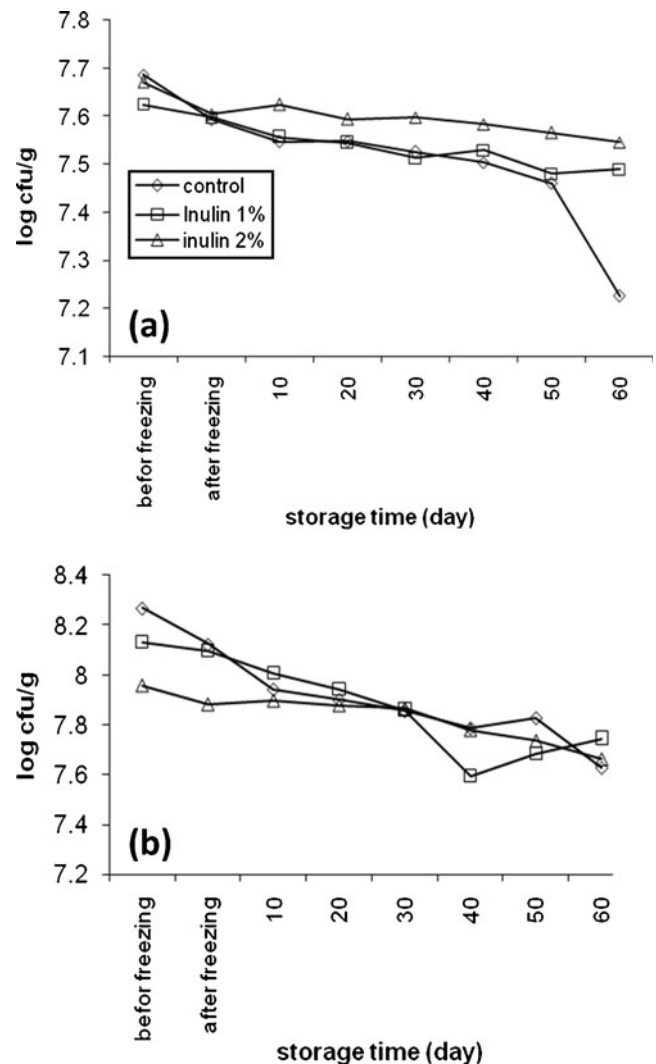 7.8
7.7
7.6
7.5
7.4
7.3
7.2
7.1
log cfu/g
control
Inulin 1%
inulin 2%
(a)
befor freezing
after freezing
10
20
30
40
50
60
storage time (day)
8.4
8.2
8
7.8
7.6
7.4
7.2
log cfu/g
(b)
befor freezing
after freezing
10
20
30
40
50
60
storage time (day)